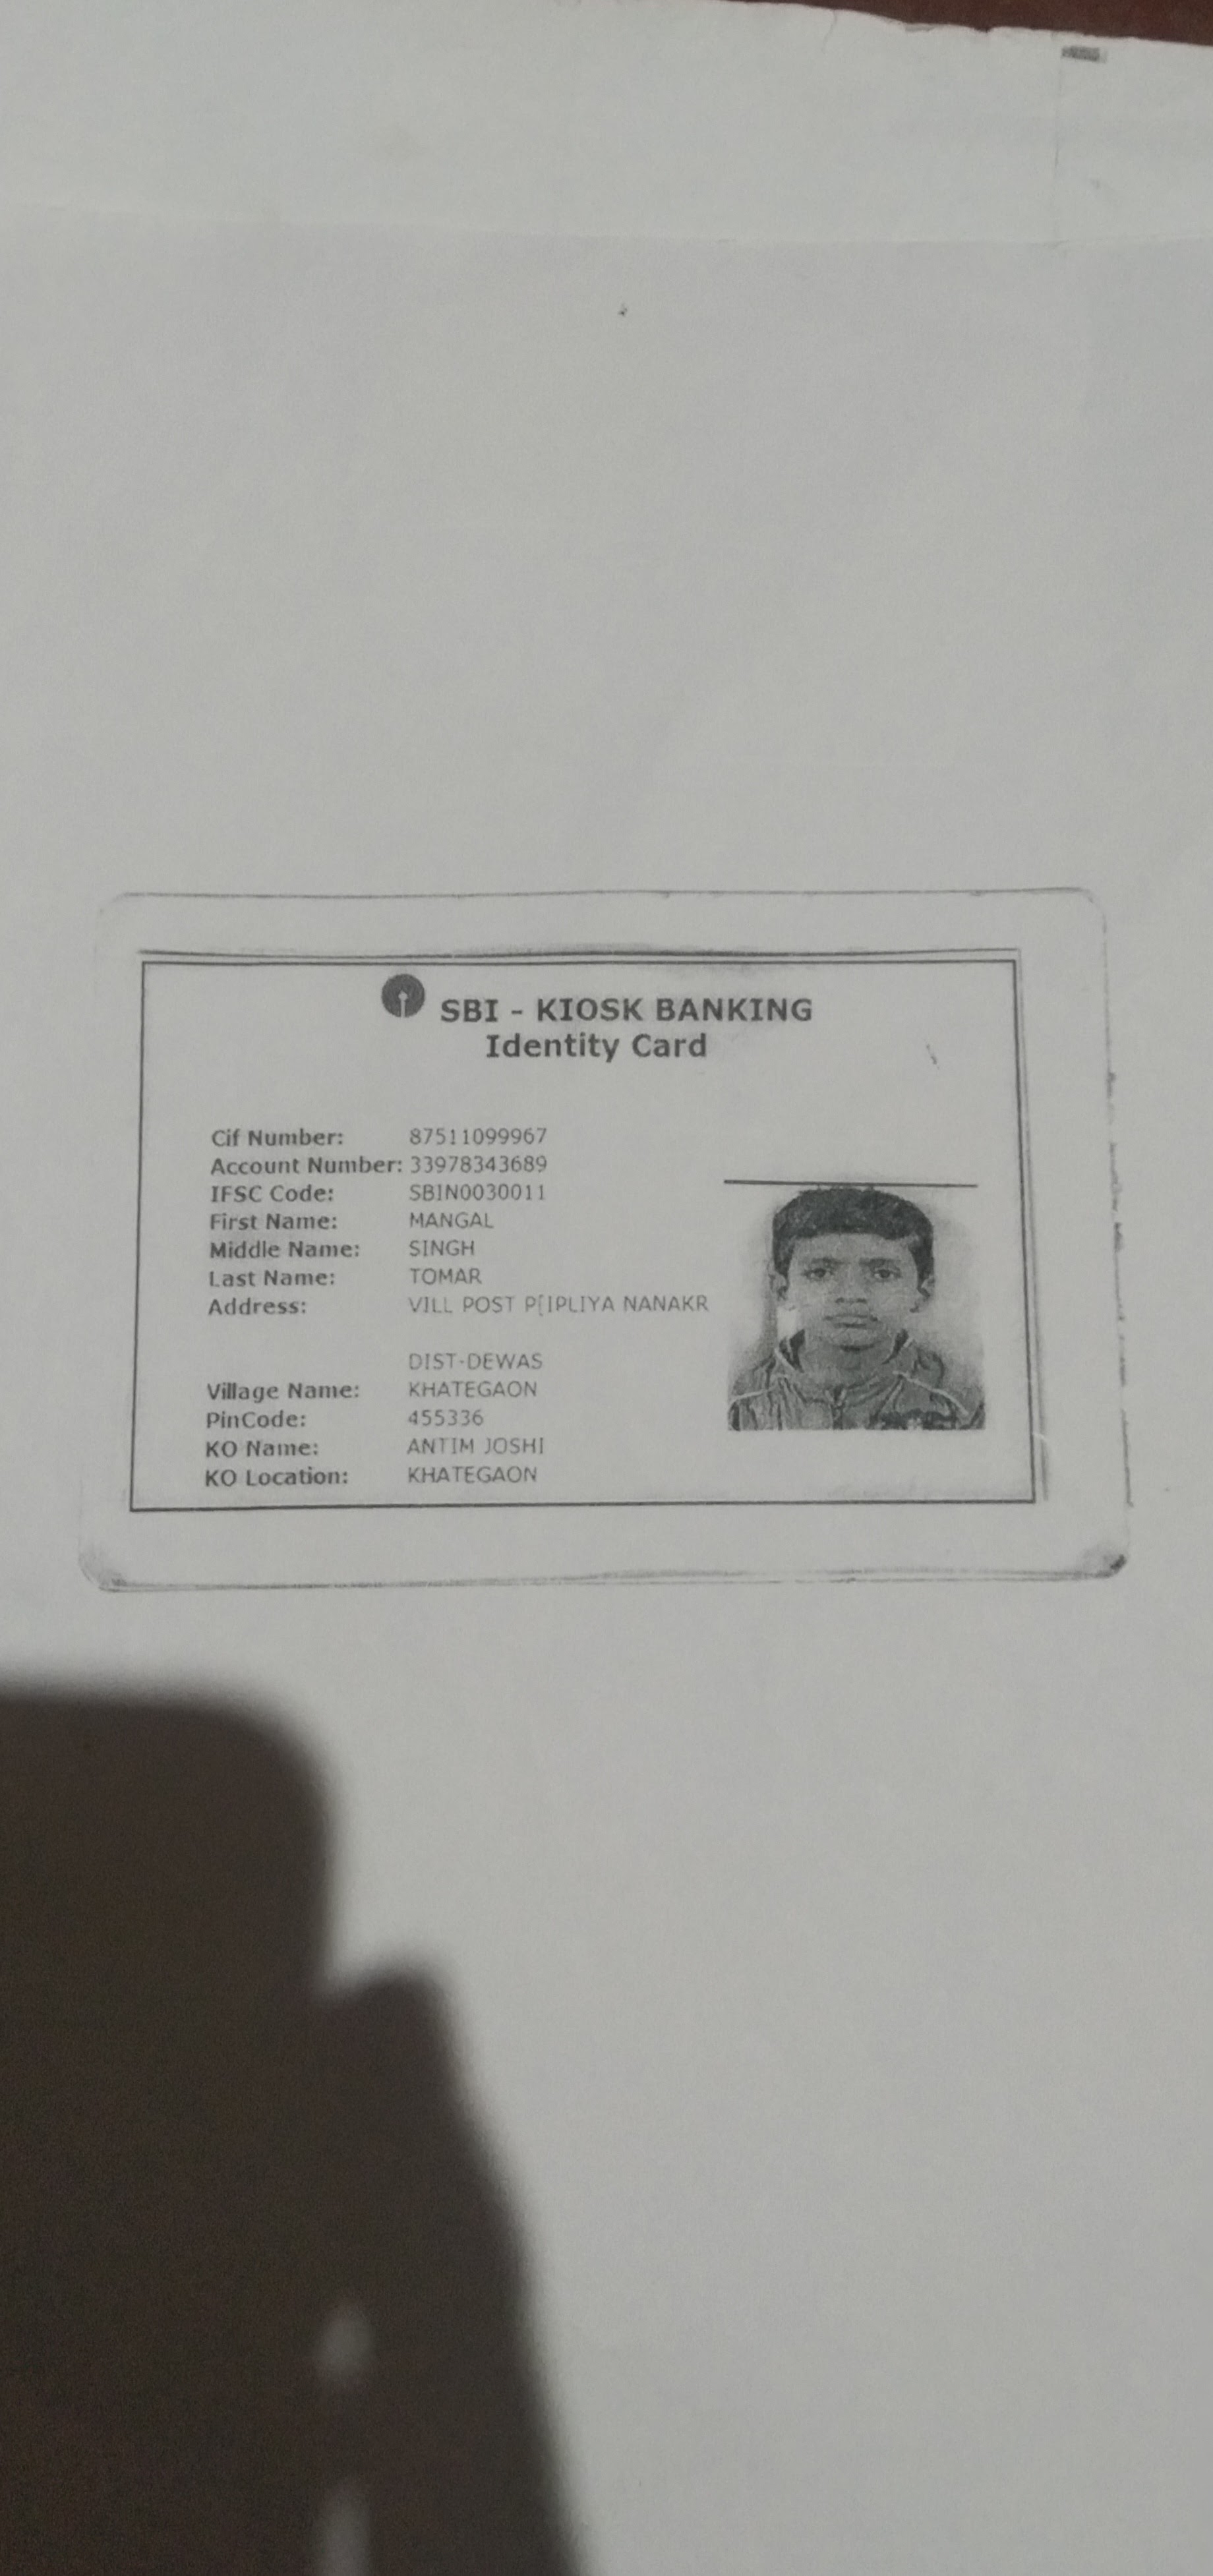 SBI - KIOSK BANKING
Identity Card
Cif Number: 87511099967
Account Number: 33978343689
IFSC Code: SBIN0030011
First Name: MANGAL
Middle Name: SINGH
Last Name: TOMAR
Address: VILL POST P[IPLIYA NANAKR
DIST-DEWAS
Village Name: KHATEGAON
PinCode: 455336
KO Name: ANTIM JOSHI
KO Location: KHATEGAON